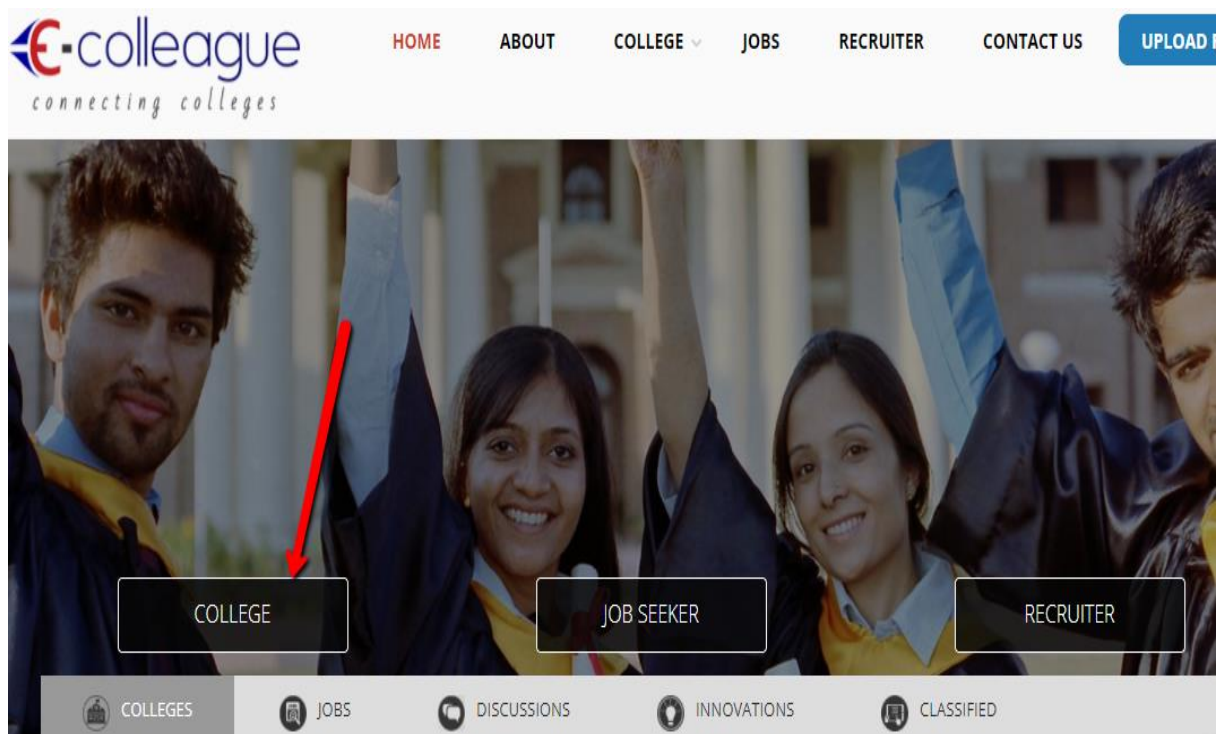 E-colleague
connecting colleges
HOME ABOUT COLLEGE JOBS RECRUITER CONTACT US UPLOAD
COLLEGE JOB SEEKER RECRUITER
COLLEGES JOBS DISCUSSIONS INNOVATIONS CLASSIFIED